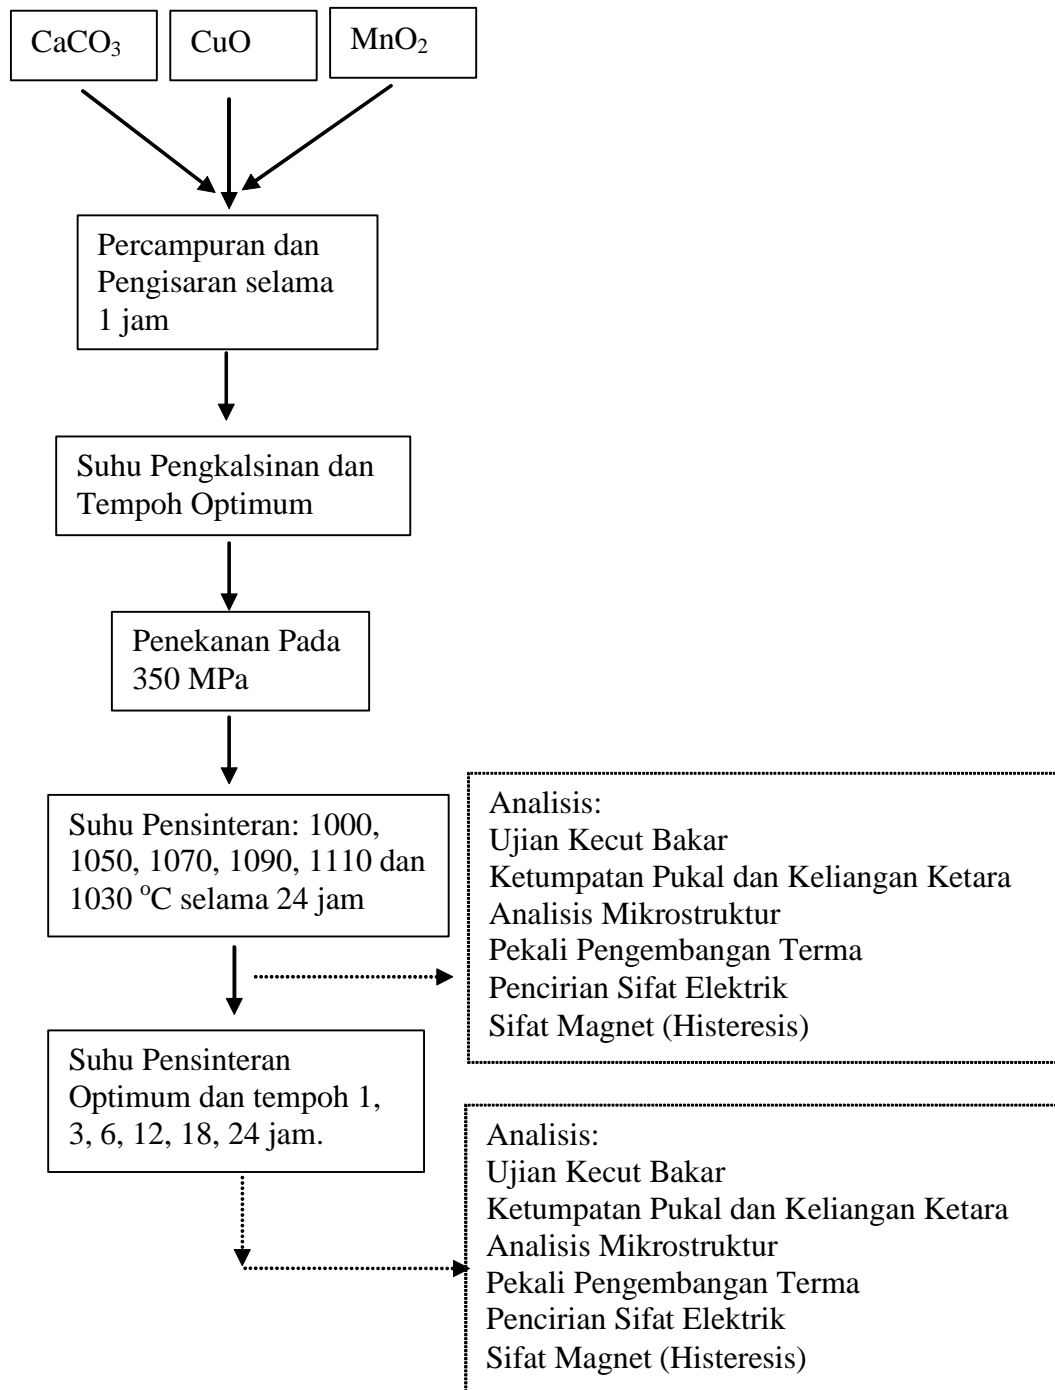 CaCO₃
CuO
MnO₂
Percampuran dan
Pengisaran selama
1 jam
Suhu Pengkalsinan dan
Tempoh Optimum
Penekanan Pada
350 MPa
Suhu Pensinteran: 1000,
1050, 1070, 1090, 1110 dan
1030 ᵒC selama 24 jam
Analisis:
Ujian Kecut Bakar
Ketumpatan Pukal dan Keliangan Ketara
Analisis Mikrostruktur
Pekali Pengembangan Terma
Pencirian Sifat Elektrik
Sifat Magnet (Histeresis)
Suhu Pensinteran
Optimum dan tempoh 1,
3, 6, 12, 18, 24 jam.
Analisis:
Ujian Kecut Bakar
Ketumpatan Pukal dan Keliangan Ketara
Analisis Mikrostruktur
Pekali Pengembangan Terma
Pencirian Sifat Elektrik
Sifat Magnet (Histeresis)